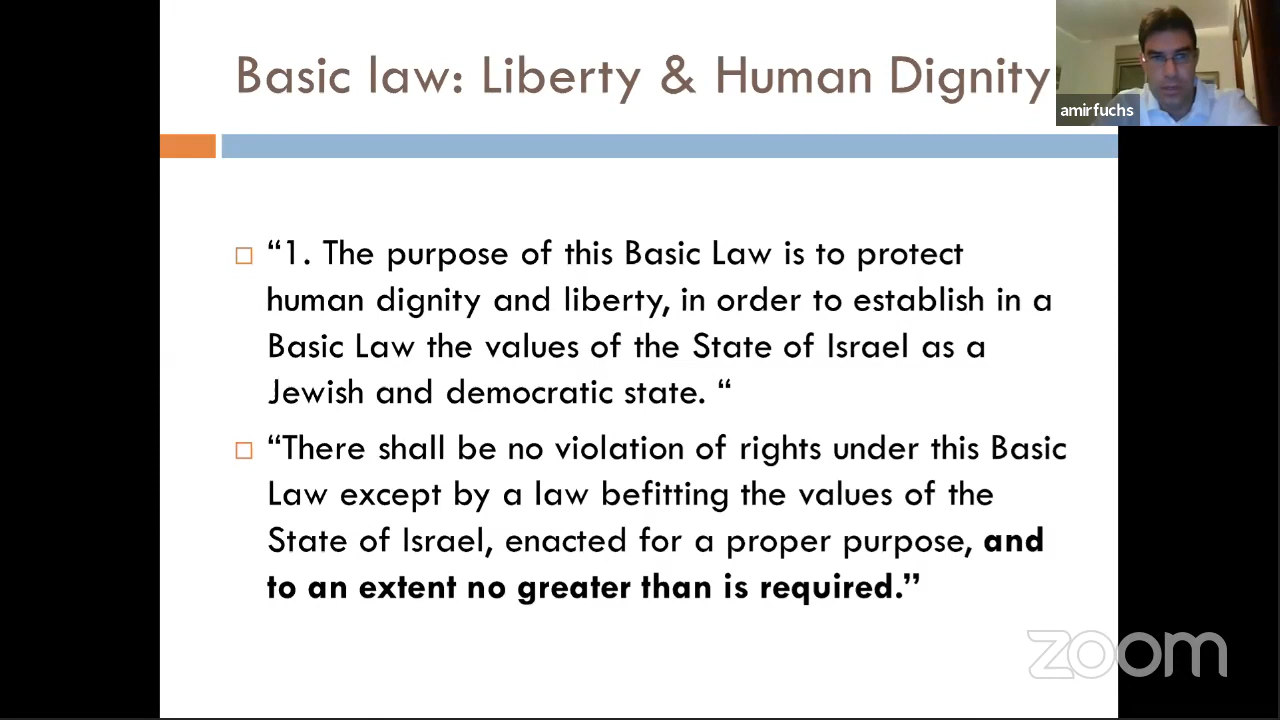 Basic law: Liberty & Human Dignity
amirfuchs
“1. The purpose of this Basic Law is to protect
human dignity and liberty, in order to establish in a
Basic Law the values of the State of Israel as a
Jewish and democratic state. “
“There shall be no violation of rights under this Basic
Law except by a law befitting the values of the
State of Israel, enacted for a proper purpose, and
to an extent no greater than is required.”
zoom